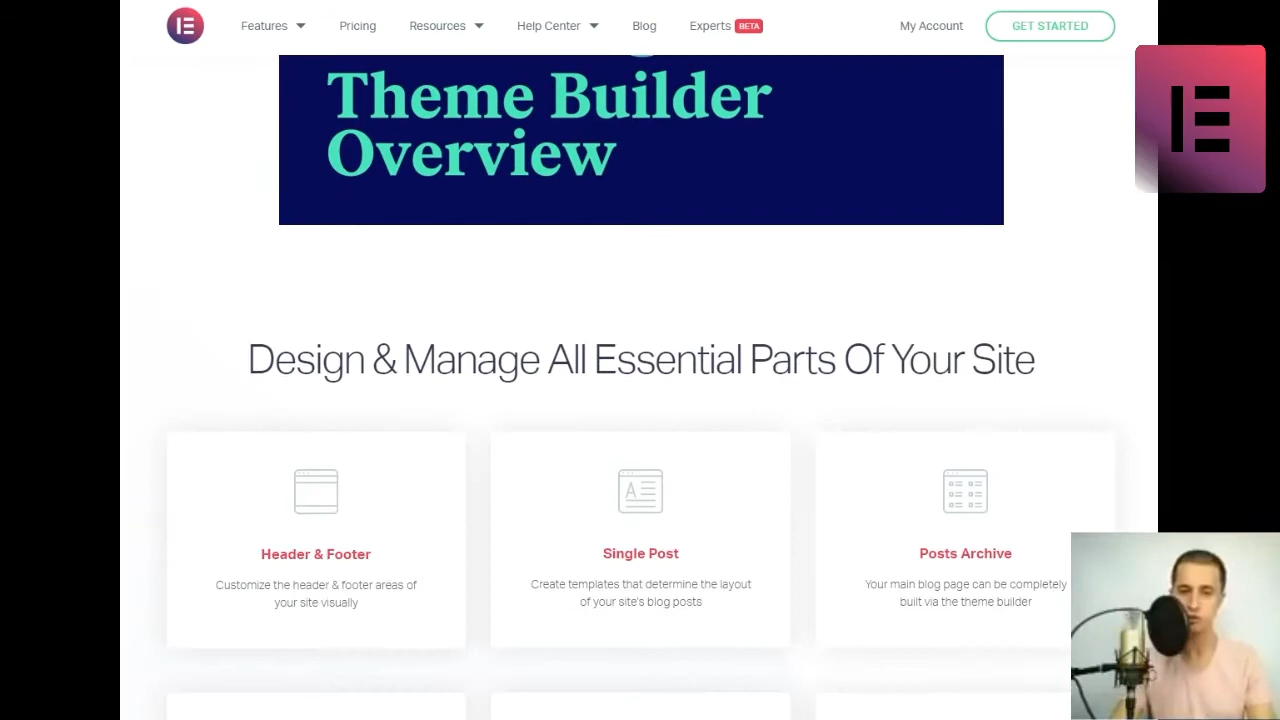 Features
Pricing
Resources
Help Center
Blog
Experts BETA
My Account
GET STARTED
Theme Builder
Overview
Design & Manage All Essential Parts Of Your Site
A
Header & Footer
Customize the header & footer areas of
your site visually
Single Post
Create templates that determine the layout
of your site's blog posts
Posts Archive
Your main blog page can be completely
built via the theme builder